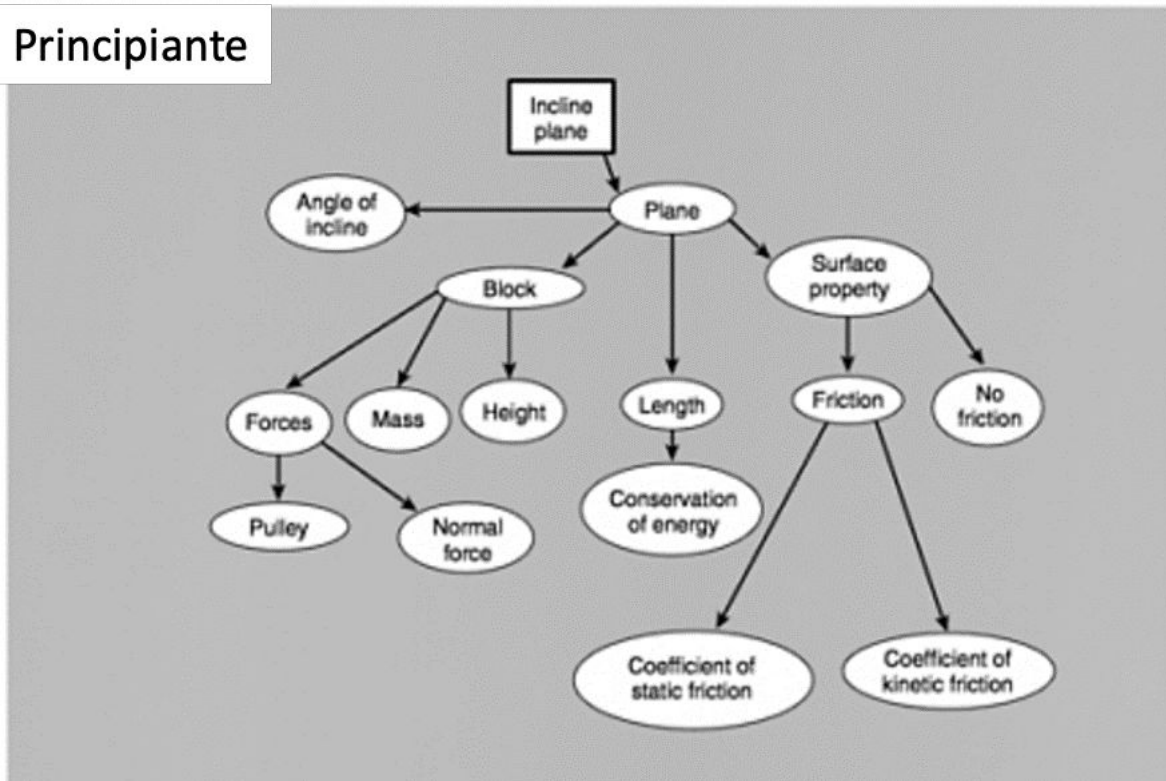 Principiante
Incline
plane
Angle of
incline
Plane
Block
Surface
property
Forces
Mass
Height
Length
Friction
No
friction
Pulley
Normal
force
Conservation
of energy
Coefficient of
static friction
Coefficient of
kinetic friction